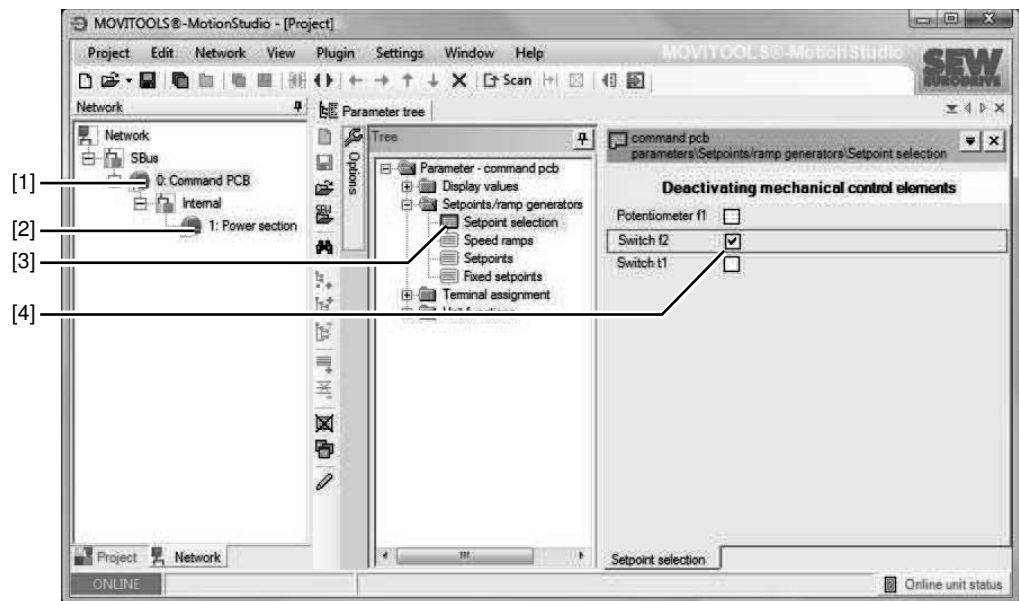 MOVITOOLS®-MotionStudio - [Project]
Project Edit Network View Plugin Settings Window Help
MOVITOOLS®-MotionStudio
SEW
EURODRIVE
Scan
Network
Parameter tree
Network
SBus
0: Command PCB
Internal
1: Power section
Options
Tree
Parameter - command pcb
Display values
Setpoints/ramp generators
Setpoint selection
Speed ramps
Setpoints
Fixed setpoints
Terminal assignment
command pcb
parameters\Setpoints/ramp generators\Setpoint selection
Deactivating mechanical control elements
Potentiometer f1
Switch f2
Switch t1
[1]
[2]
[3]
[4]
Project Network
Setpoint selection
ONLINE
Online unit status